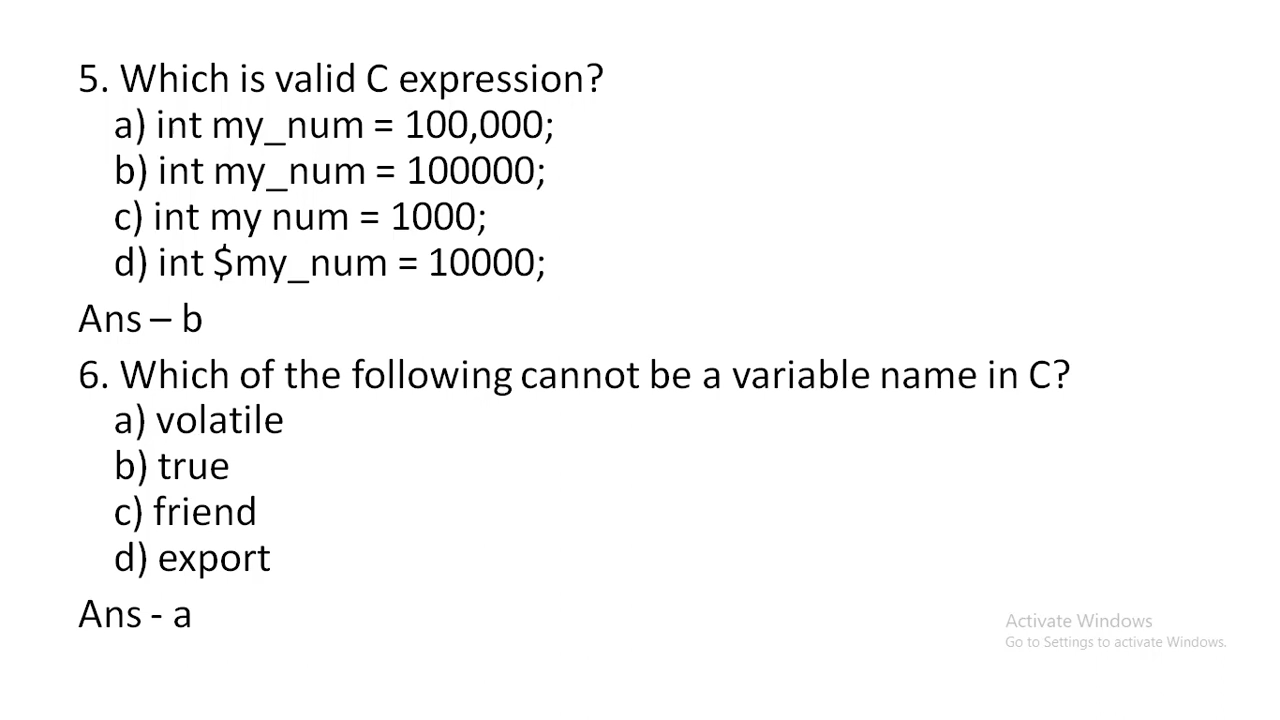 5. Which is valid C expression?
a) int my_num = 100,000;
b) int my_num = 100000;
c) int my num = 1000;
d) int $my_num = 10000;
Ans – b
6. Which of the following cannot be a variable name in C?
a) volatile
b) true
c) friend
d) export
Ans - a
Activate Windows
Go to Settings to activate Windows.